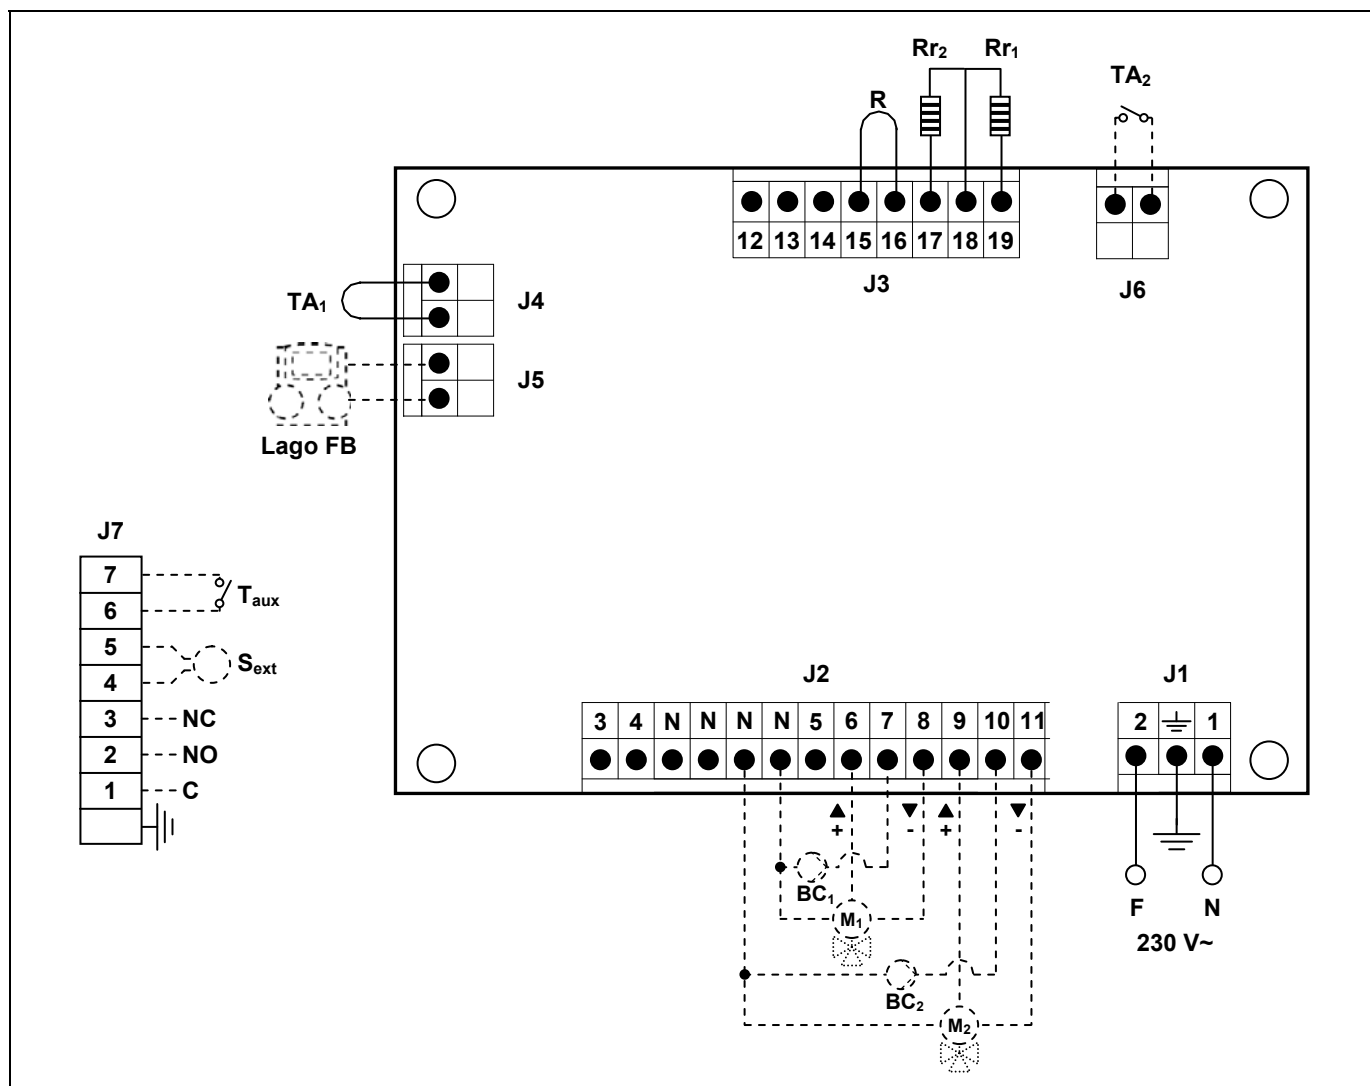 Rr2 Rr1
TA2
R
12 13 14 15 16 17 18 19
J3
J6
TA1
J4
J5
Lago FB
J7
7
6
Taux
5
4
Sext
3 NC
2 NO
1 C
J2
J1
3 4 N N N N 5 6 7 8 9 10 11
2 1
+ - + -
BC1
M1
F N
230 V~
BC2
M2